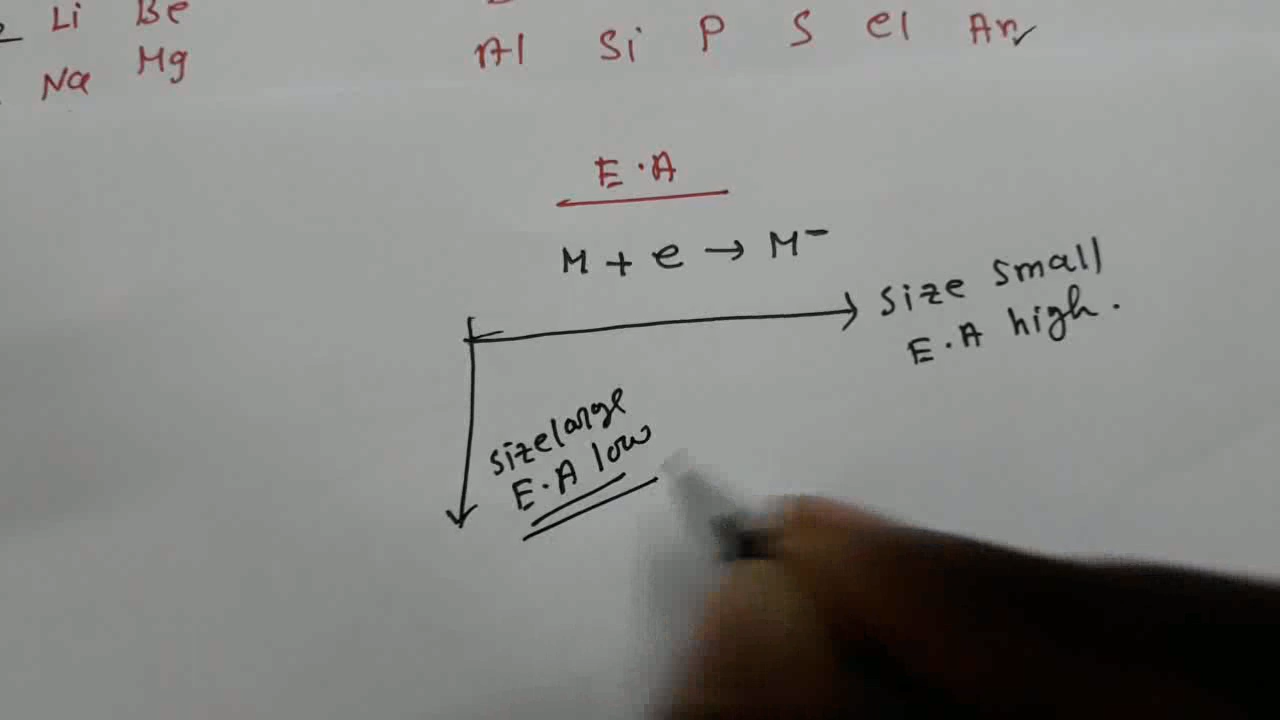 Li Be
Na Mg
Al Si P S Cl Ar
E.A
M + e → M⁻
size small
E.A high.
size large
E.A low